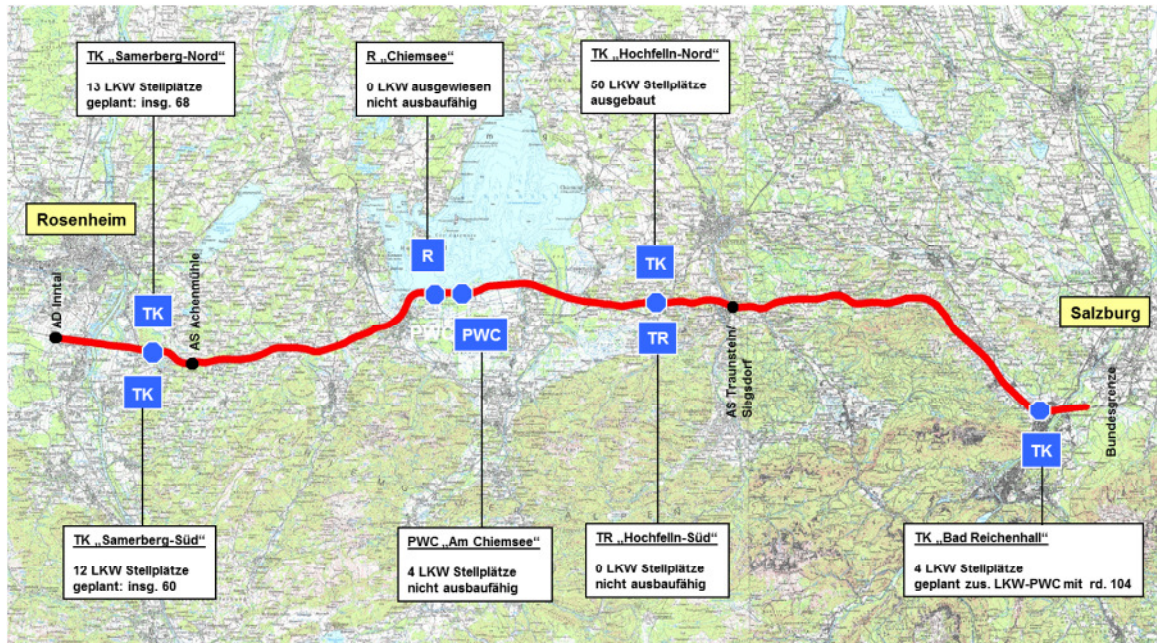 TK „Samerberg-Nord“
13 LKW Stellplätze
geplant: insg. 68
R „Chiemsee“
0 LKW ausgewiesen
nicht ausbaufähig
TK „Hochfelln-Nord“
50 LKW Stellplätze
ausgebaut
Rosenheim
AD Inntal
TK
TK
AS Achenmühle
R
PWC
PWC
TK
TR
AS Traunstein/
Siegsdorf
Salzburg
TK
Bundesgrenze
TK „Samerberg-Süd“
12 LKW Stellplätze
geplant: insg. 60
PWC „Am Chiemsee“
4 LKW Stellplätze
nicht ausbaufähig
TR „Hochfelln-Süd“
0 LKW Stellplätze
nicht ausbaufähig
TK „Bad Reichenhall“
4 LKW Stellplätze
geplant zus. LKW-PWC mit rd. 104